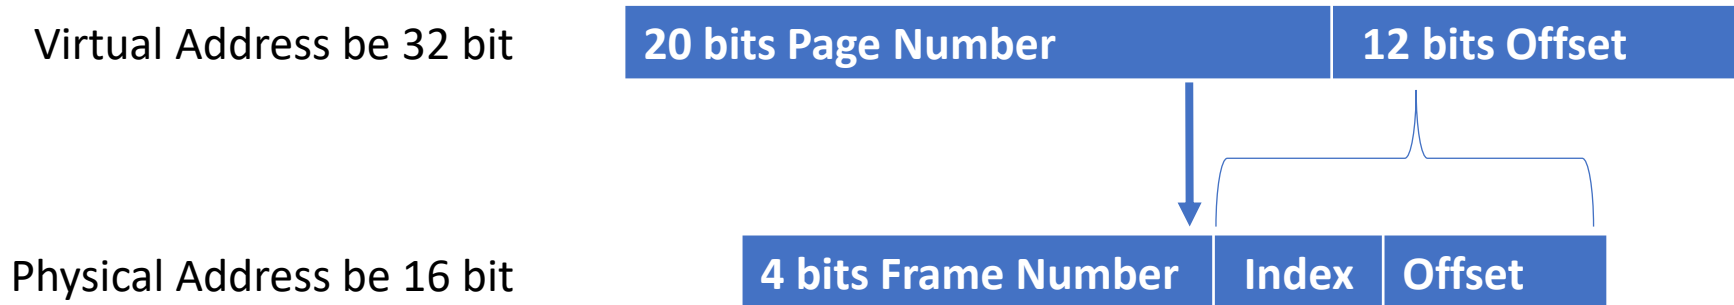 Virtual Address be 32 bit
20 bits Page Number
12 bits Offset
Physical Address be 16 bit
4 bits Frame Number
Index
Offset